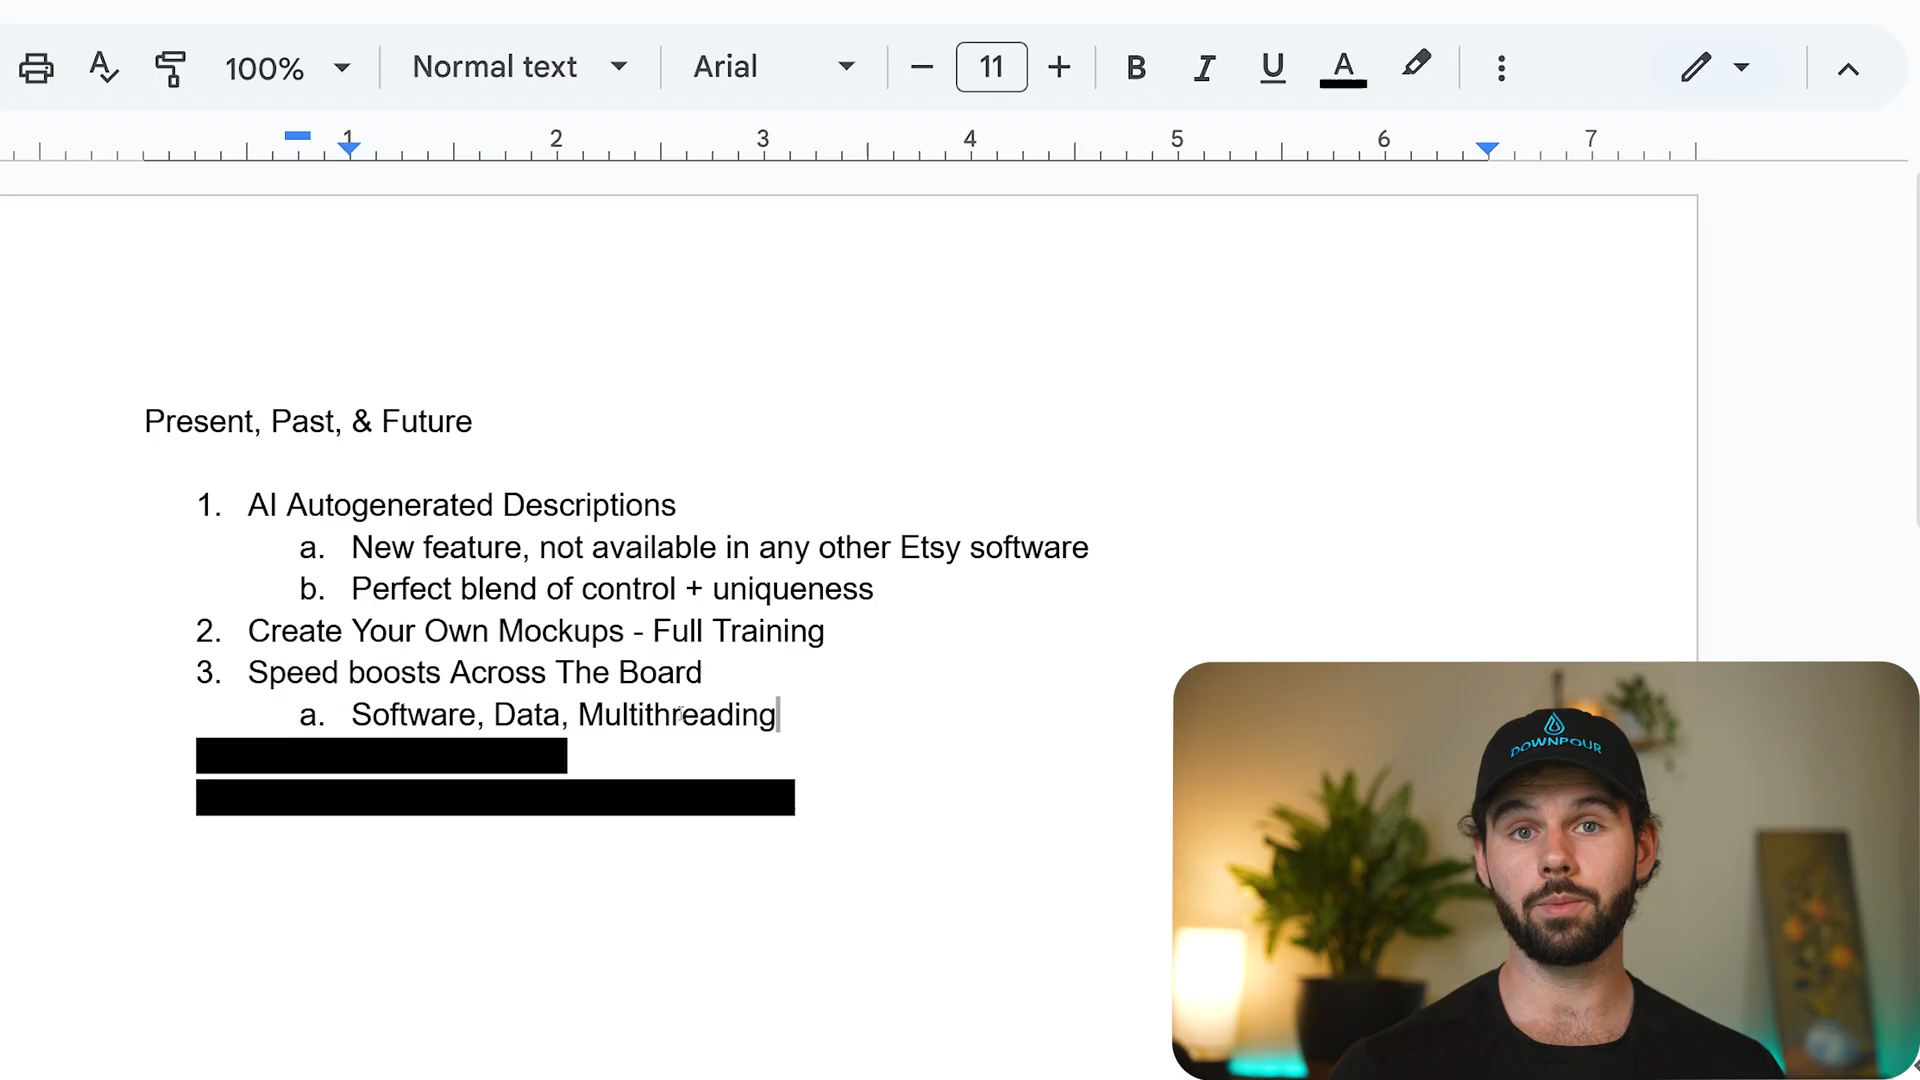 100%
Normal text
Arial
11
B I U A
1 2 3 4 5 6 7
Present, Past, & Future
1. AI Autogenerated Descriptions
a. New feature, not available in any other Etsy software
b. Perfect blend of control + uniqueness
2. Create Your Own Mockups - Full Training
3. Speed boosts Across The Board
a. Software, Data, Multithreading
DOWNPOUR